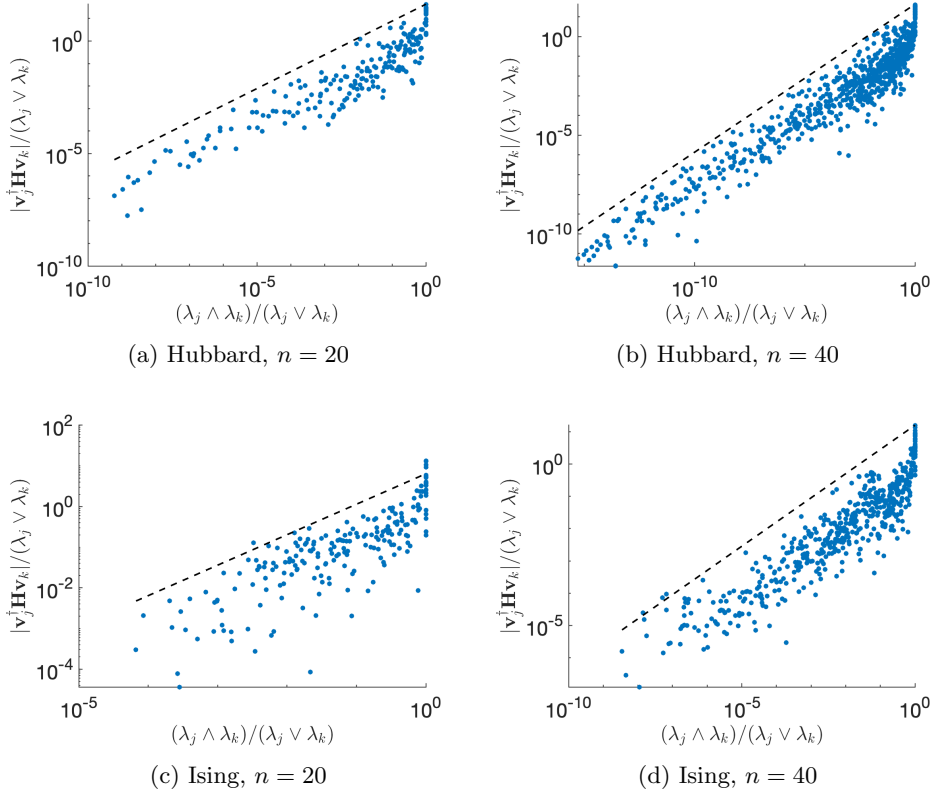 10^0
10^-5
10^-10
|v_j^†Hv_k|/(λ_j ∨ λ_k)
10^-10
10^-5
10^0
(λ_j ∧ λ_k)/(λ_j ∨ λ_k)
(a) Hubbard, n = 20
10^0
10^-5
10^-10
|v_j^†Hv_k|/(λ_j ∨ λ_k)
10^-10
10^0
(λ_j ∧ λ_k)/(λ_j ∨ λ_k)
(b) Hubbard, n = 40
10^2
10^0
10^-2
10^-4
|v_j^†Hv_k|/(λ_j ∨ λ_k)
10^-5
10^0
(λ_j ∧ λ_k)/(λ_j ∨ λ_k)
(c) Ising, n = 20
10^0
10^-5
|v_j^†Hv_k|/(λ_j ∨ λ_k)
10^-10
10^-5
10^0
(λ_j ∧ λ_k)/(λ_j ∨ λ_k)
(d) Ising, n = 40